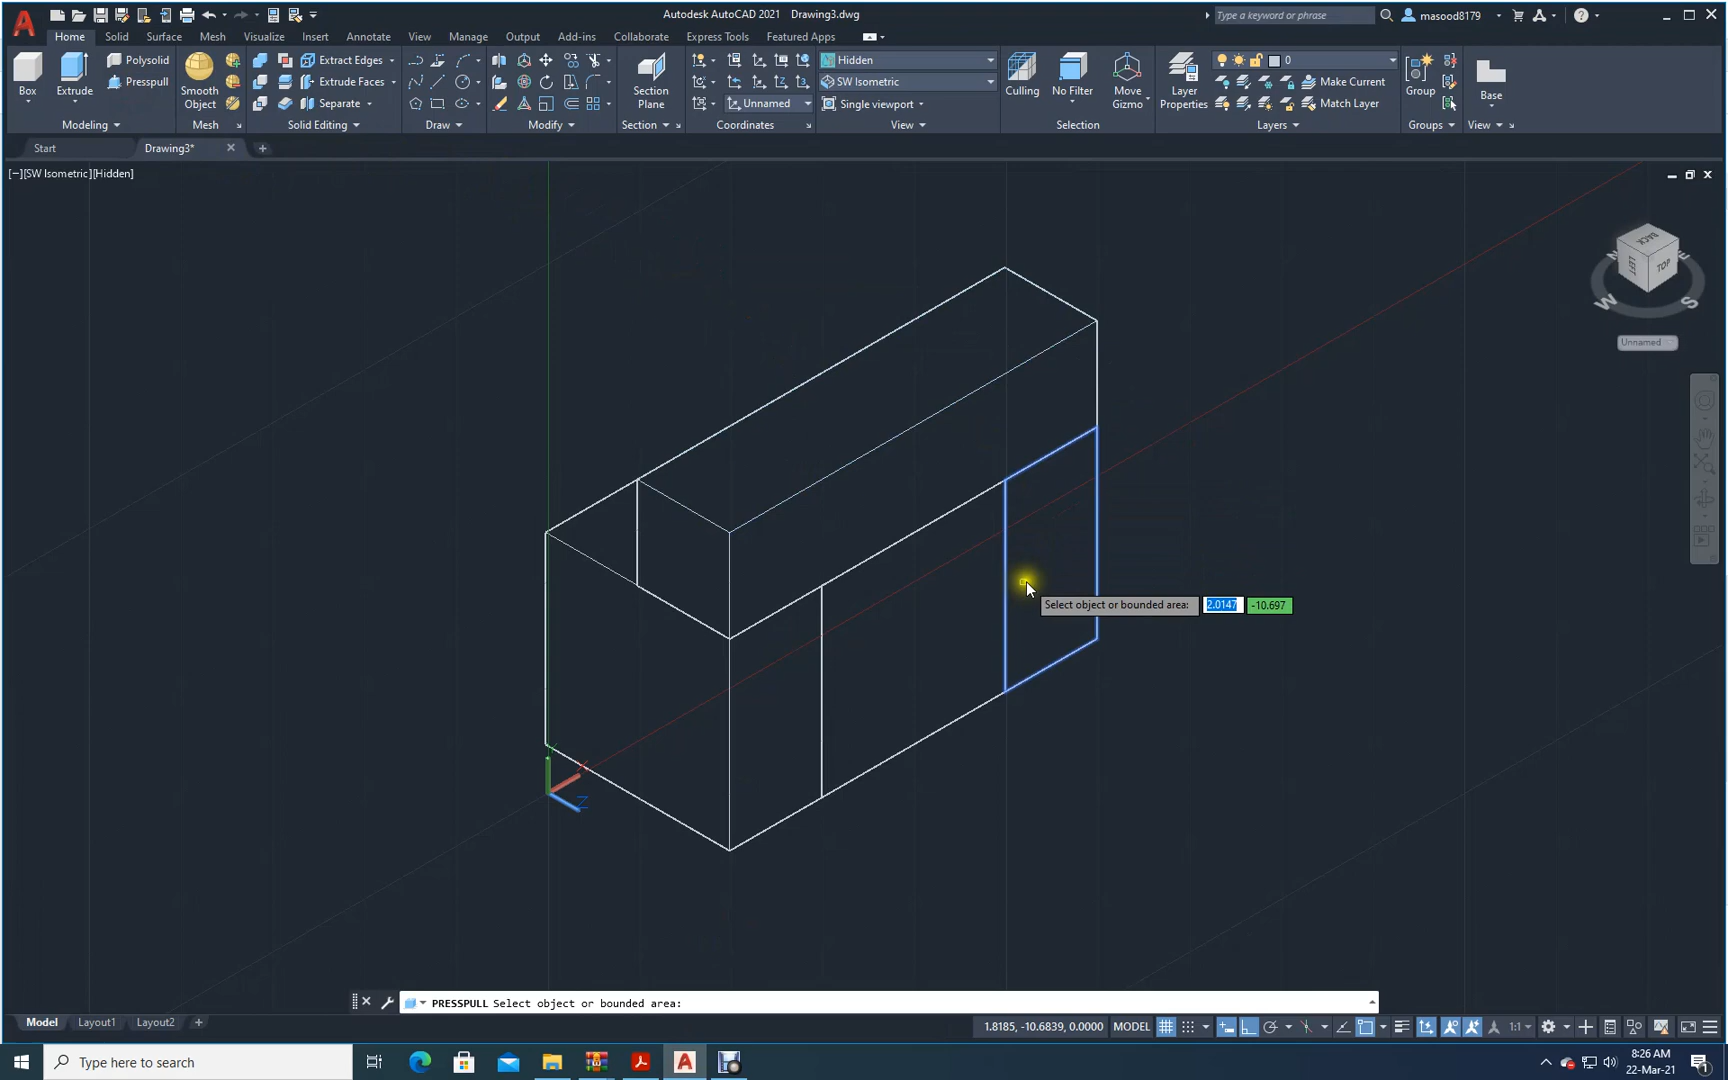 Autodesk AutoCAD 2021 Drawing3.dwg
Type a keyword or phrase
masood8179
Home Solid Surface Mesh Visualize Insert Annotate View Manage Output Add-ins Collaborate Express Tools Featured Apps
Box
Extrude
Polysolid
Presspull
Smooth Object
Extract Edges
Extrude Faces
Separate
Section Plane
Unnamed
Hidden
SW Isometric
Single viewport
Culling
No Filter
Move Gizmo
Layer Properties
0
Make Current
Match Layer
Group
Base
Modeling Mesh Solid Editing Draw Modify Section Coordinates View Selection Layers Groups View
Start Drawing3*
[−][SW Isometric][Hidden]
BACK
TOP
W
S
Unnamed
Select object or bounded area: 2.0147 -10.697
X
Z
PRESSPULL Select object or bounded area:
Model Layout1 Layout2
1.8185, -10.6839, 0.0000 MODEL
1:1
Type here to search
8:26 AM
22-Mar-21